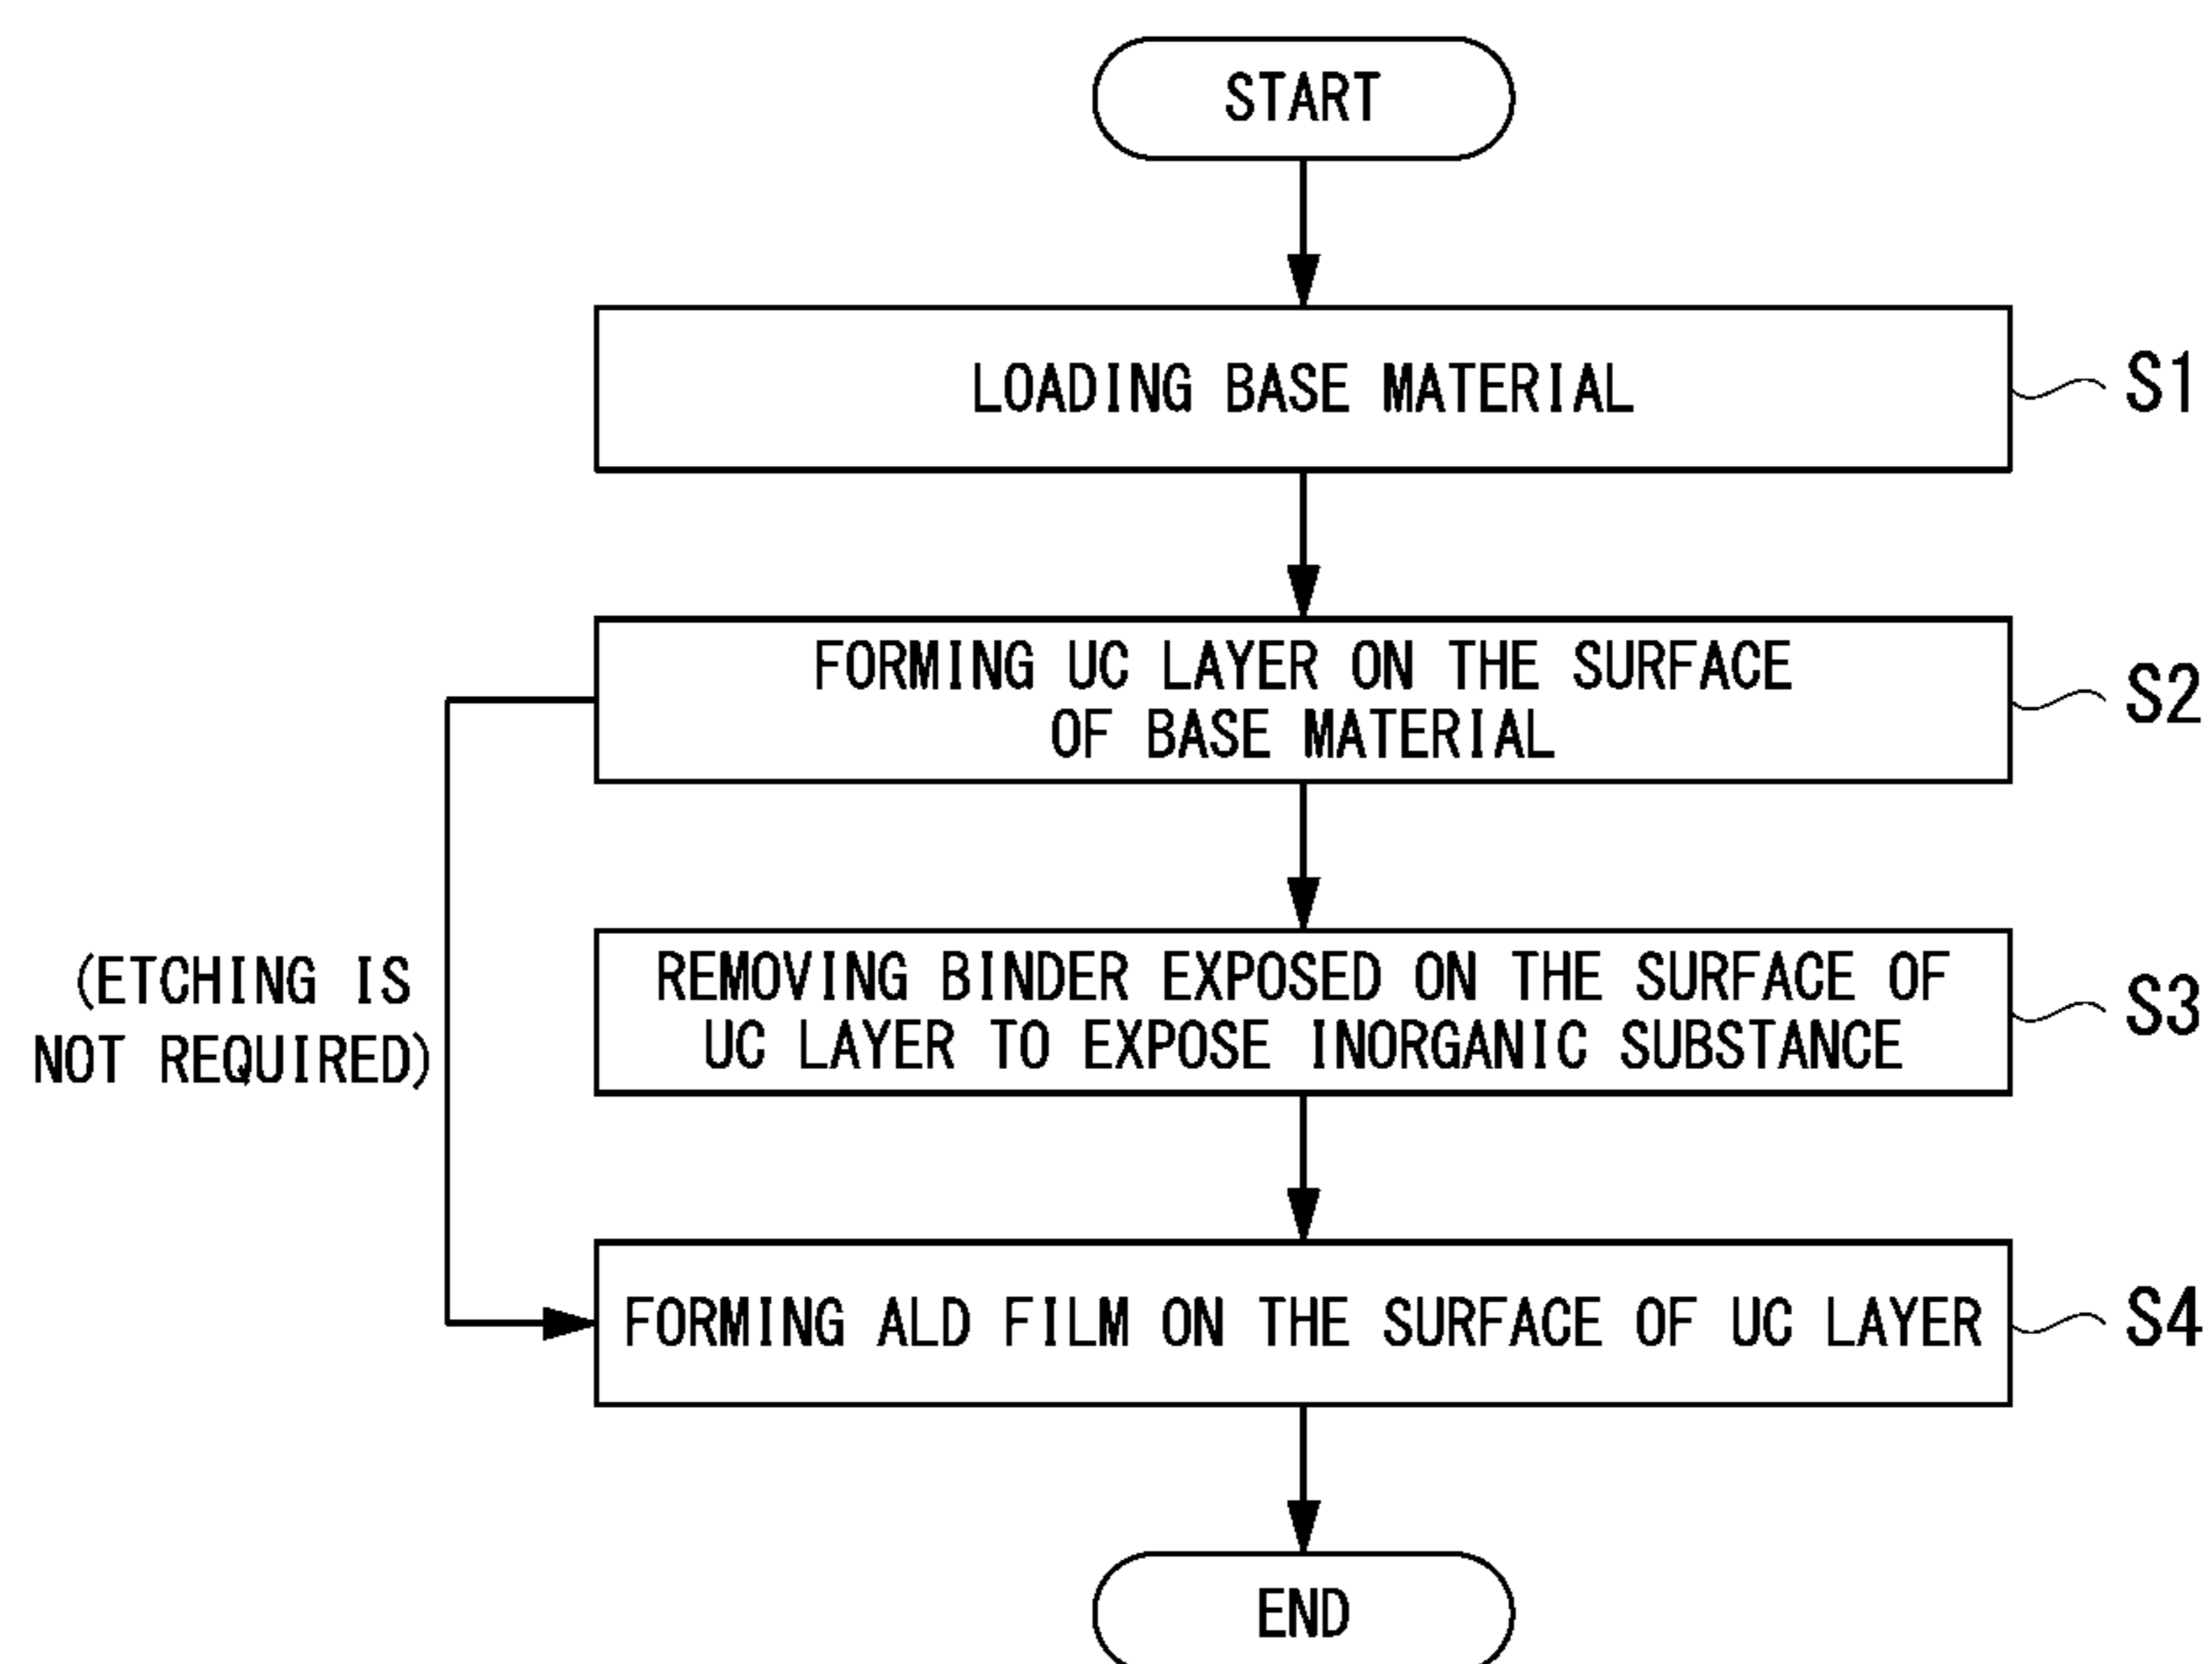 START
LOADING BASE MATERIAL
S1
FORMING UC LAYER ON THE SURFACE
OF BASE MATERIAL
S2
(ETCHING IS
NOT REQUIRED)
REMOVING BINDER EXPOSED ON THE SURFACE OF
UC LAYER TO EXPOSE INORGANIC SUBSTANCE
S3
FORMING ALD FILM ON THE SURFACE OF UC LAYER
S4
END